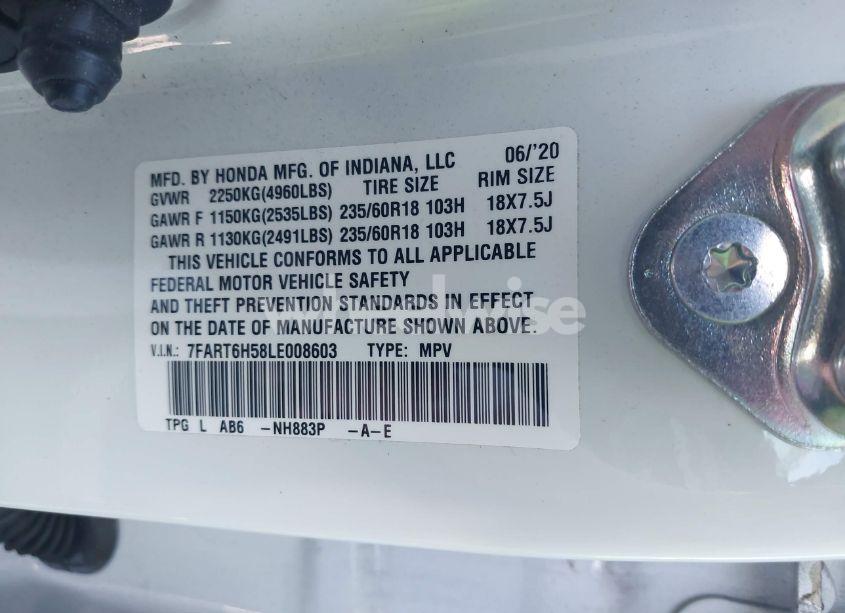 MFD. BY HONDA MFG. OF INDIANA, LLC 06/'20
GVWR 2250KG(4960LBS) TIRE SIZE RIM SIZE
GAWR F 1150KG(2535LBS) 235/60R18 103H 18X7.5J
GAWR R 1130KG(2491LBS) 235/60R18 103H 18X7.5J
THIS VEHICLE CONFORMS TO ALL APPLICABLE
FEDERAL MOTOR VEHICLE SAFETY
AND THEFT PREVENTION STANDARDS IN EFFECT
ON THE DATE OF MANUFACTURE SHOWN ABOVE.
V.I.N.: 7FART6H58LE008603 TYPE: MPV
TPG L AB6 -NH883P -A-E